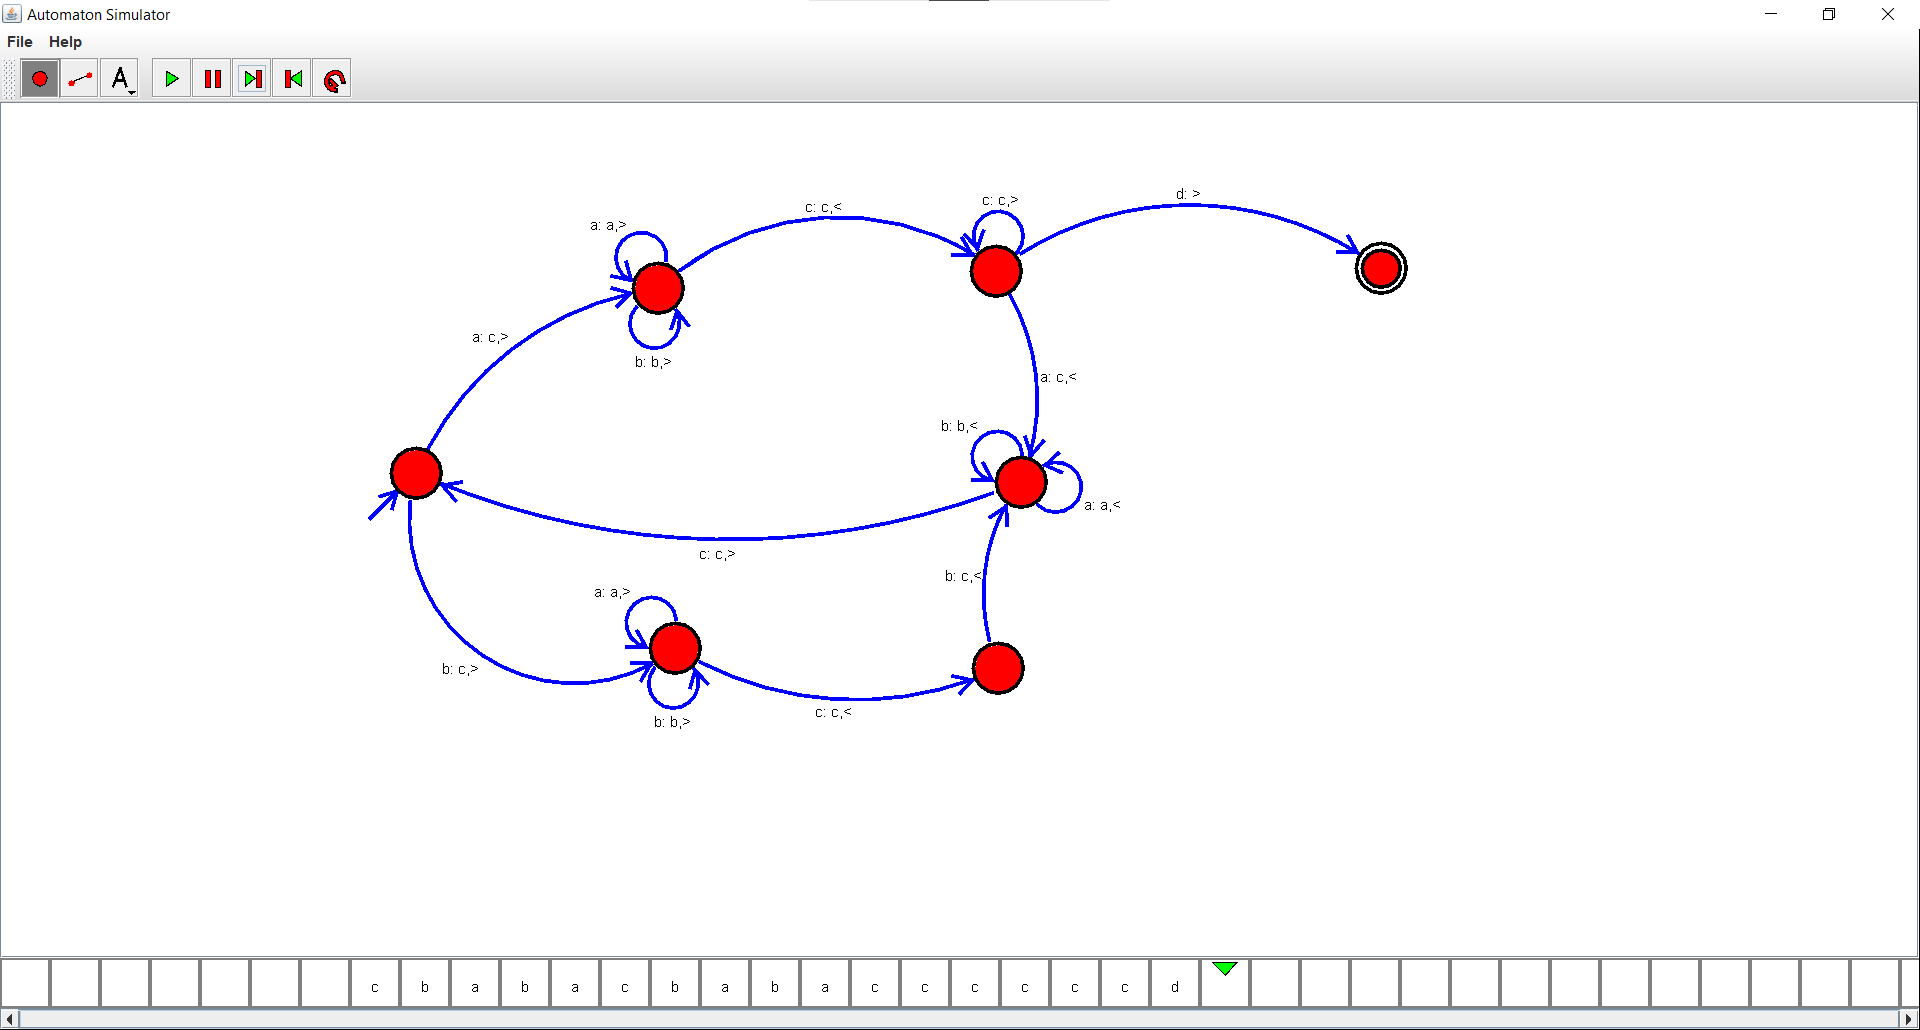 Automaton Simulator
File Help
A
d: >
c: c,>
c: c,<
a: a,>
a: c,>
b: b,>
a: c,<
b: b,<
a: a,<
c: c,>
b: c,<
a: a,>
b: c,>
c: c,<
b: b,>
c b a b a c b a b a c c c c c c d